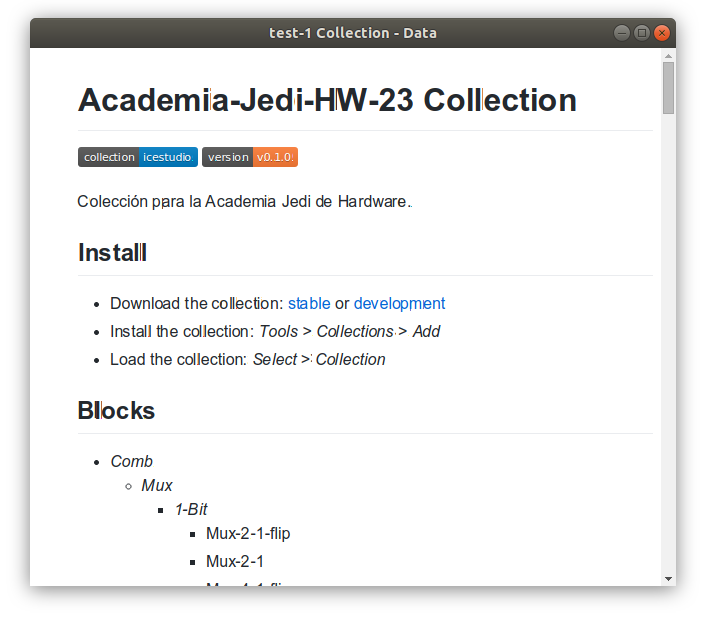 test-1 Collection - Data
Academia-Jedi-HW-23 Collection
collection icestudio version v0.1.0
Colección para la Academia Jedi de Hardware.
Install
Download the collection: stable or development
Install the collection: Tools > Collections > Add
Load the collection: Select > Collection
Blocks
Comb
Mux
1-Bit
Mux-2-1-flip
Mux-2-1